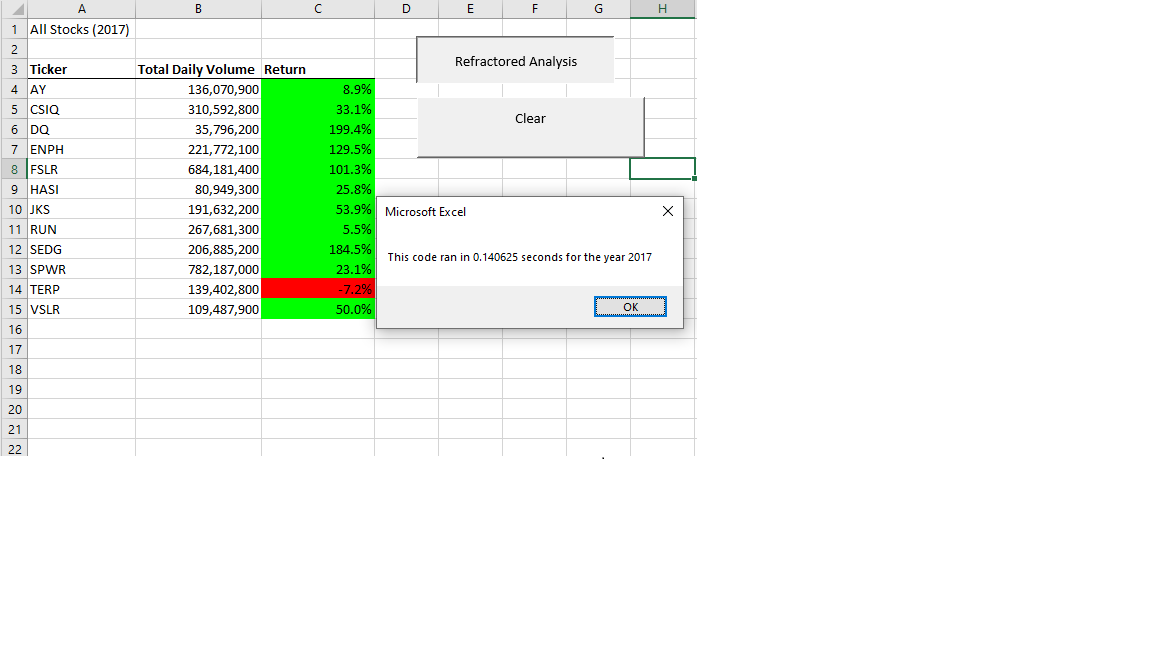 A B C D E F G H
1 All Stocks (2017)
2
3 Ticker Total Daily Volume Return
4 AY 136,070,900 8.9%
5 CSIQ 310,592,800 33.1%
6 DQ 35,796,200 199.4%
7 ENPH 221,772,100 129.5%
8 FSLR 684,181,400 101.3%
9 HASI 80,949,300 25.8%
10 JKS 191,632,200 53.9%
11 RUN 267,681,300 5.5%
12 SEDG 206,885,200 184.5%
13 SPWR 782,187,000 23.1%
14 TERP 139,402,800 -7.2%
15 VSLR 109,487,900 50.0%
16
17
18
19
20
21
22
Refractored Analysis
Clear
Microsoft Excel
This code ran in 0.140625 seconds for the year 2017
OK